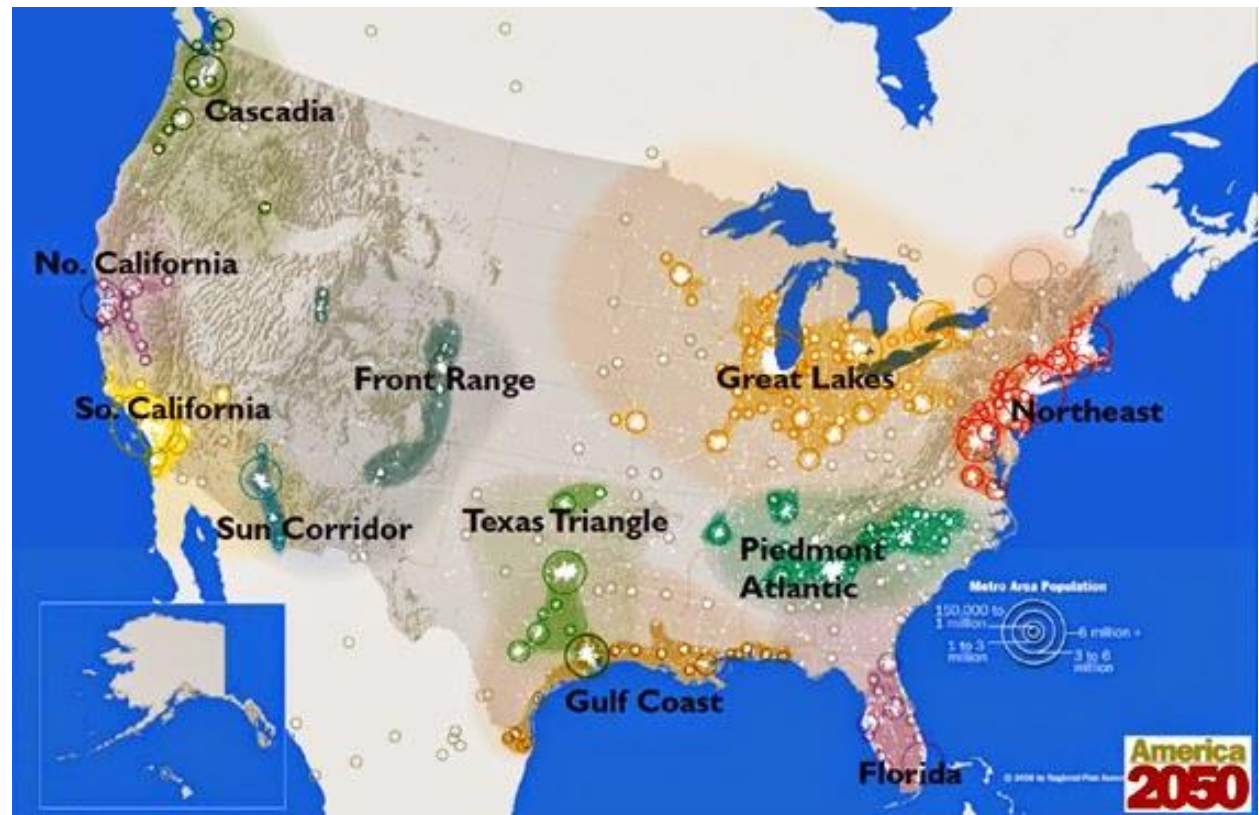 Cascadia
No. California
Front Range
Great Lakes
So. California
Northeast
Sun Corridor
Texas Triangle
Piedmont
Atlantic
Metro Area Population
150,000 to
1 million
6 million +
1 to 3
million
3 to 6
million
Gulf Coast
Florida
America
2050